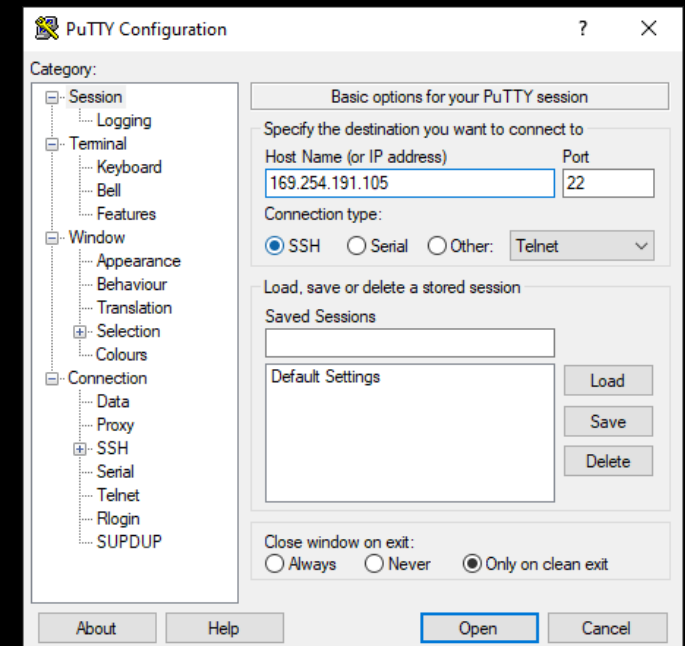 PuTTY Configuration
?
Category:
Session
Logging
Terminal
Keyboard
Bell
Features
Window
Appearance
Behaviour
Translation
Selection
Colours
Connection
Data
Proxy
SSH
Serial
Telnet
Rlogin
SUPDUP
Basic options for your PuTTY session
Specify the destination you want to connect to
Host Name (or IP address) Port
169.254.191.105 22
Connection type:
SSH Serial Other: Telnet
Load, save or delete a stored session
Saved Sessions
Default Settings
Load
Save
Delete
Close window on exit:
Always Never Only on clean exit
About Help Open Cancel